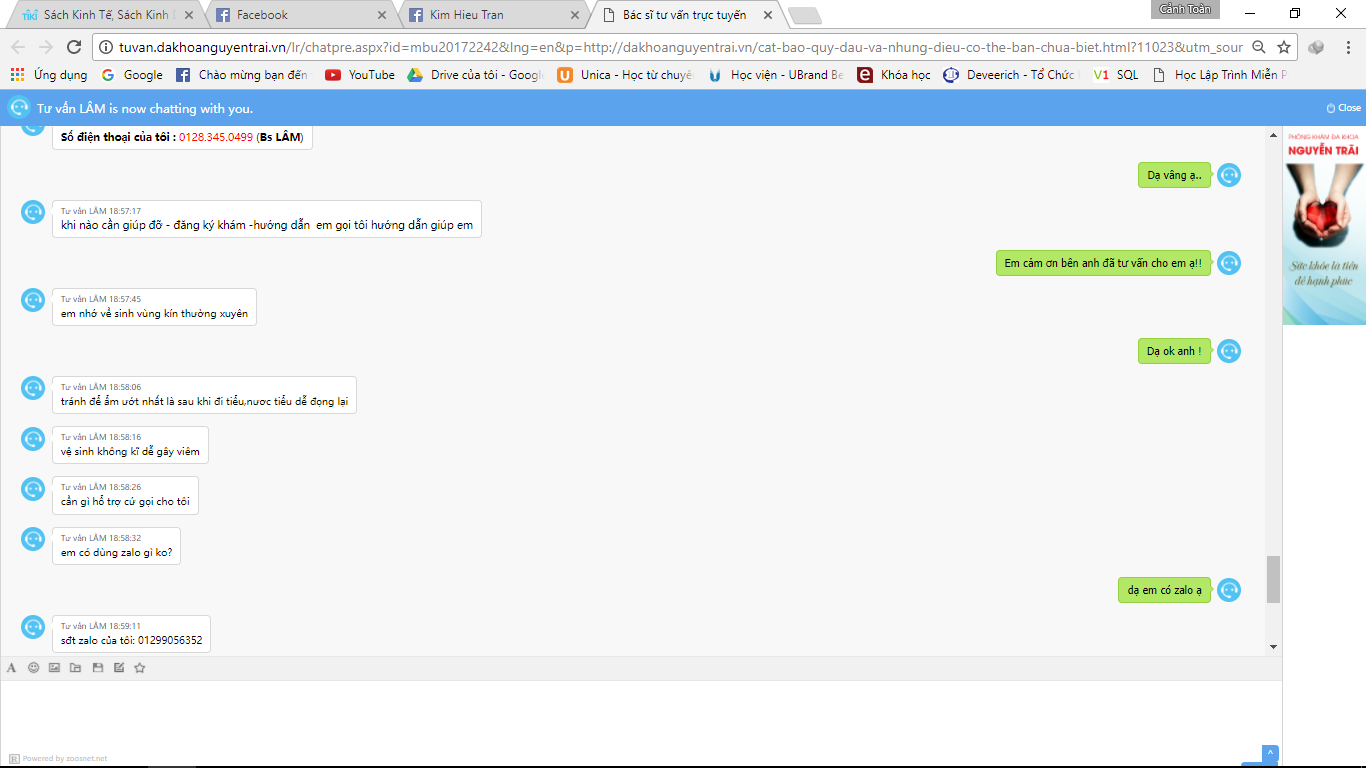 Sách Kinh Tế, Sách Kinh
Facebook
Kim Hieu Tran
Bác sĩ tư vấn trực tuyến
Cảnh Toàn
tuvan.dakhoanguyentrai.vn/lr/chatpre.aspx?id=mbu20172242&lng=en&p=http://dakhoanguyentrai.vn/cat-bao-quy-dau-va-nhung-dieu-co-the-ban-chua-biet.html?11023&utm_sour
Ứng dụng
Google
Chào mừng bạn đến
YouTube
Drive của tôi - Googl
Unica - Học từ chuyê
Học viện - UBrand Be
Khóa học
Deveerich - Tổ Chức
V1 SQL
Học Lập Trình Miễn P
Tư vấn LÂM is now chatting with you.
Close
Số điện thoại của tôi : 0128.345.0499 (Bs LÂM)
Dạ vâng ạ..
Tư vấn LÂM 18:57:17
khi nào cần giúp đỡ - đăng ký khám -hướng dẫn em gọi tôi hướng dẫn giúp em
Em cảm ơn bên anh đã tư vấn cho em ạ!!
Tư vấn LÂM 18:57:45
em nhớ về sinh vùng kín thường xuyên
Dạ ok anh !
Tư vấn LÂM 18:58:06
tránh để ẩm ướt nhất là sau khi đi tiểu,nươc tiểu dễ đọng lại
Tư vấn LÂM 18:58:16
vệ sinh không kĩ dễ gây viêm
Tư vấn LÂM 18:58:26
cần gì hổ trợ cứ gọi cho tôi
Tư vấn LÂM 18:58:32
em có dùng zalo gì ko?
dạ em có zalo ạ
Tư vấn LÂM 18:59:11
sđt zalo của tôi: 01299056352
PHÒNG KHÁM ĐA KHOA
NGUYỄN TRÃI
Sức khỏe là tiền
đề hạnh phúc
Powered by zoosnet.net